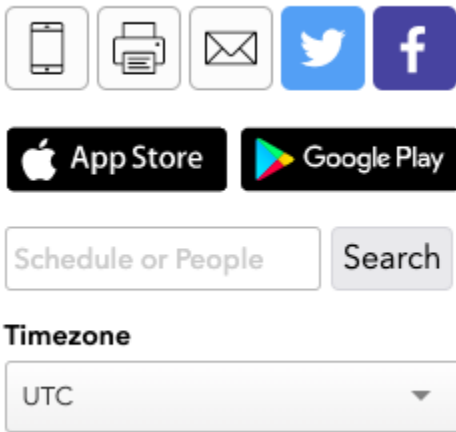 App Store
Google Play
Schedule or People
Search
Timezone
UTC